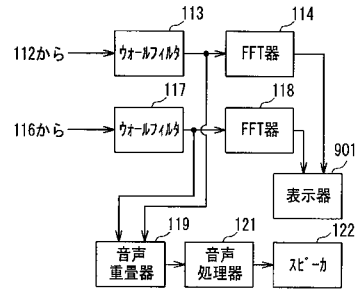 113
114
112から
ウォールフィルタ
FFT器
117
118
116から
ウォールフィルタ
FFT器
901
表示器
119
121
122
音声
重畳器
音声
処理器
スピーカ